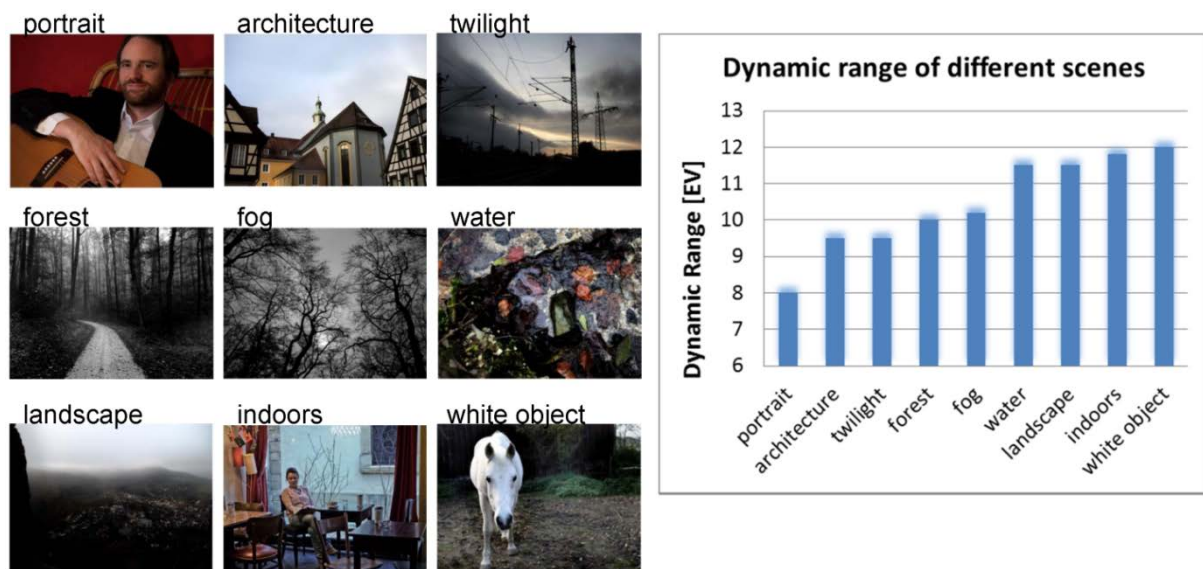 portrait
architecture
twilight
forest
fog
water
landscape
indoors
white object
Dynamic range of different scenes
Dynamic Range [EV]
13
12
11
10
9
8
7
6
portrait
architecture
twilight
forest
fog
water
landscape
indoors
white object